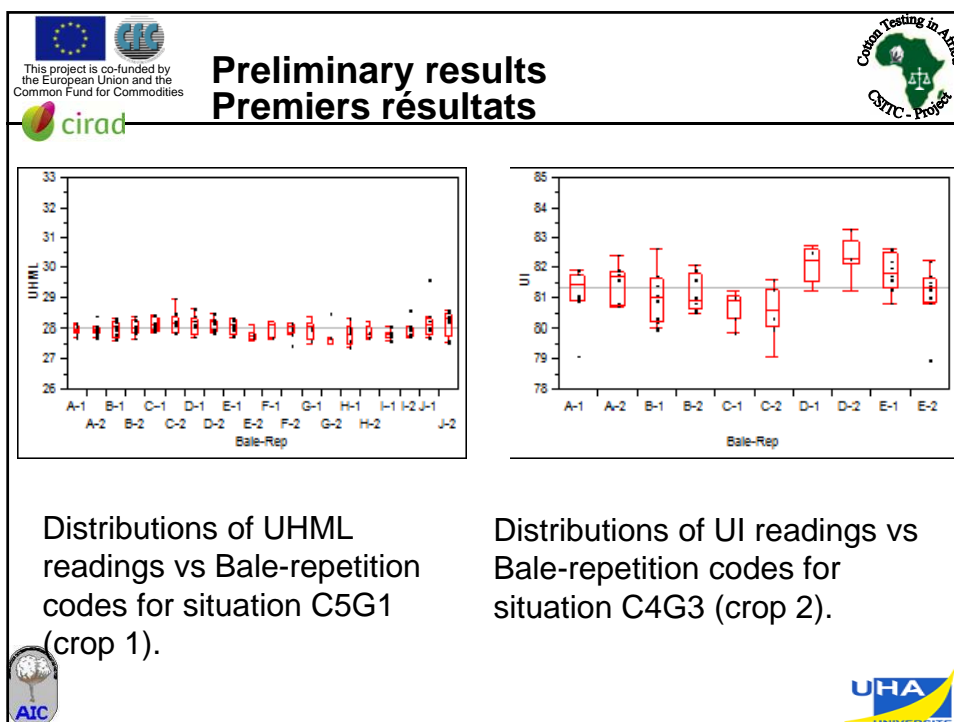 CFC
This project is co-funded by
the European Union and the
Common Fund for Commodities
cirad
Preliminary results
Premiers résultats
Cotton Testing in Africa
CSITC - Project
33
32
31
30
29
28
27
26
UHML
A-1 B-1 C-1 D-1 E-1 F-1 G-1 H-1 I-1 I-2 J-1
A-2 B-2 C-2 D-2 E-2 F-2 G-2 H-2 J-2
Bale-Rep
85
84
83
82
81
80
79
78
UI
A-1 A-2 B-1 B-2 C-1 C-2 D-1 D-2 E-1 E-2
Bale-Rep
Distributions of UHML
readings vs Bale-repetition
codes for situation C5G1
(crop 1).
Distributions of UI readings vs
Bale-repetition codes for
situation C4G3 (crop 2).
AIC
UHA